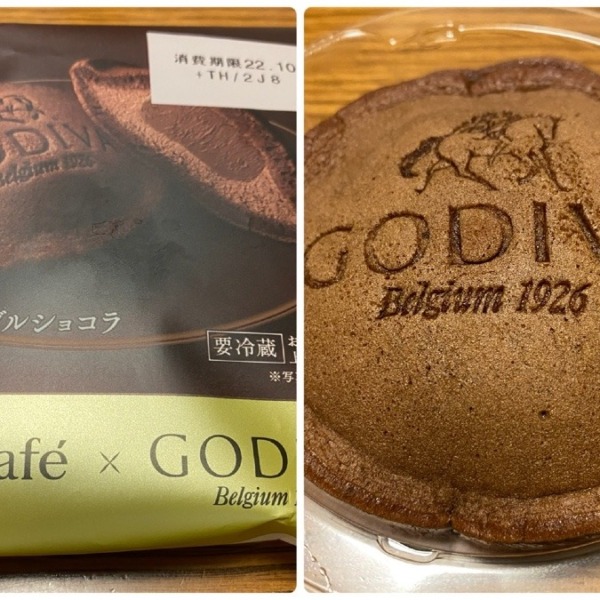 消費期限22.10
+TH/2J8
GODIVA
Belgium 1926
ブルショコラ
要冷蔵
※写
afé × GODI
Belgium
GODIV
Belgium 1926